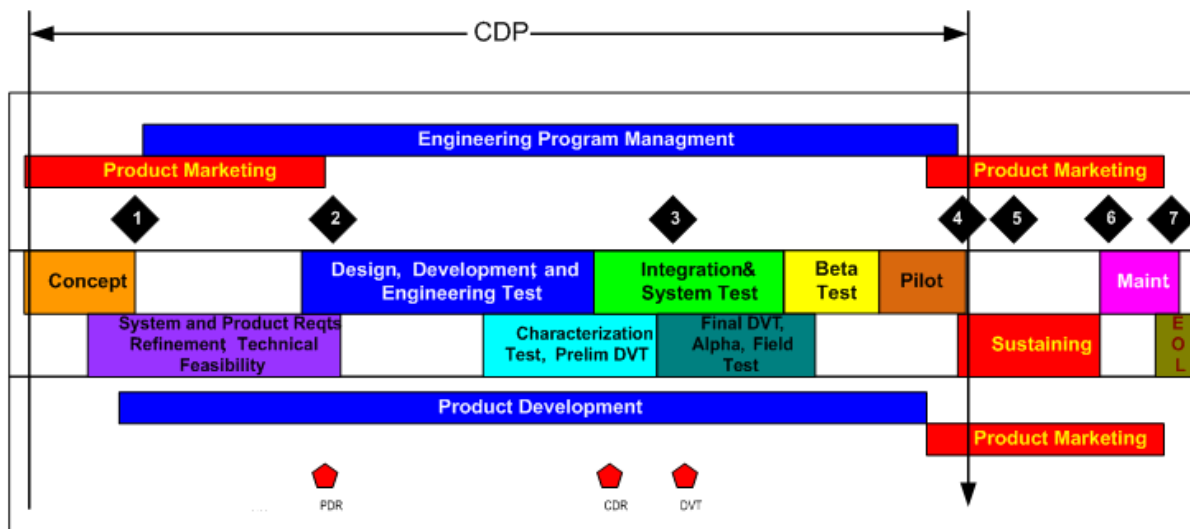 CDP
Engineering Program Managment
Product Marketing
Product Marketing
1
2
3
4
5
6
7
Concept
Design, Development, and
Engineering Test
Integration&
System Test
Beta
Test
Pilot
Maint
System and Product Reqts
Refinement, Technical
Feasibility
Characterization
Test, Prelim DVT
Final DVT,
Alpha, Field
Test
Sustaining
E
O
L
Product Development
Product Marketing
PDR
CDR
DVT